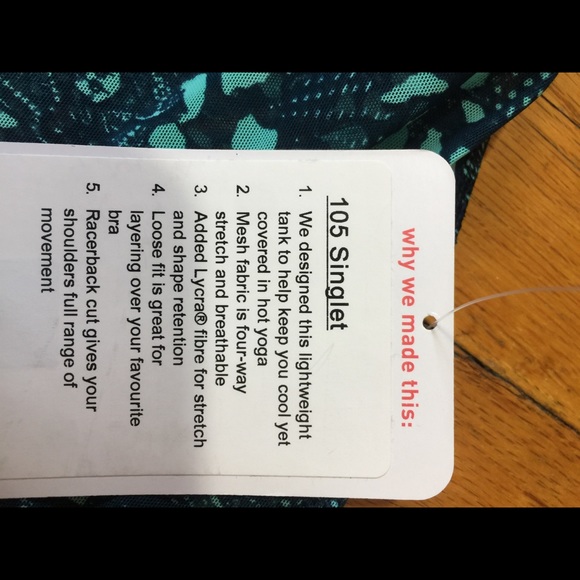 why we made this:
105 Singlet
1. We designed this lightweight
tank to help keep you cool yet
covered in hot yoga
2. Mesh fabric is four-way
stretch and breathable
3. Added Lycra® fibre for stretch
and shape retention
4. Loose fit is great for
layering over your favourite
bra
5. Racerback cut gives your
shoulders full range of
movement